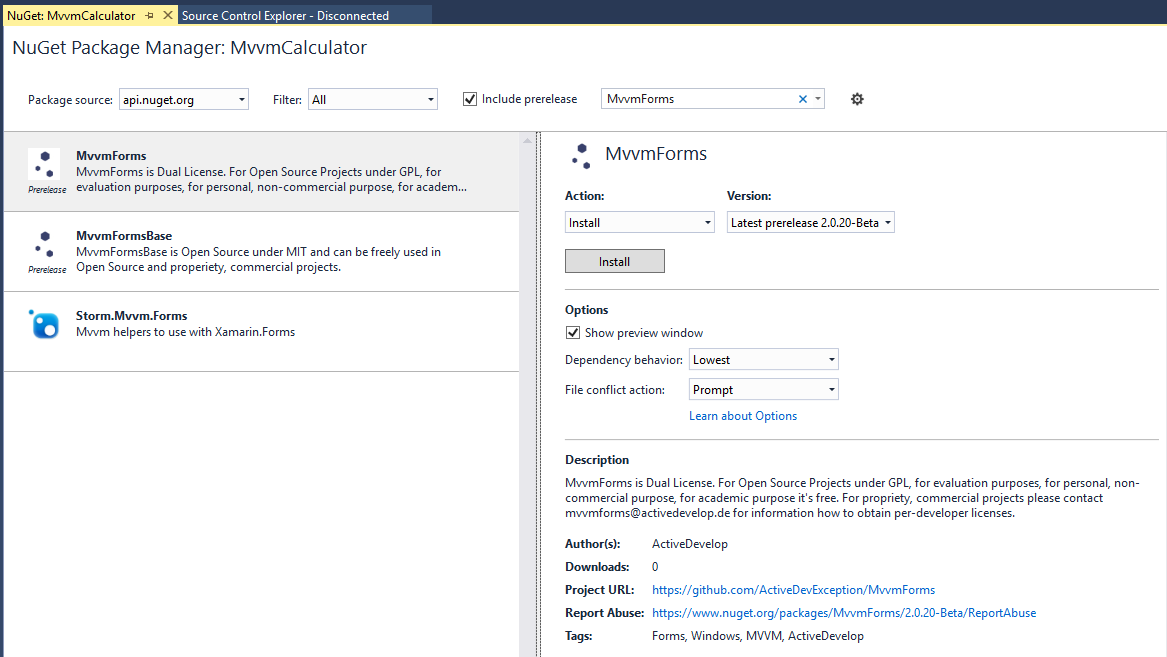 NuGet: MvvmCalculator
Source Control Explorer - Disconnected
NuGet Package Manager: MvvmCalculator
Package source: api.nuget.org Filter: All Include prerelease MvvmForms
MvvmForms
MvvmForms is Dual License. For Open Source Projects under GPL, for
evaluation purposes, for personal, non-commercial purpose, for academ...
Prerelease
MvvmFormsBase
MvvmFormsBase is Open Source under MIT and can be freely used in
Open Source and properiety, commercial projects.
Prerelease
Storm.Mvvm.Forms
Mvvm helpers to use with Xamarin.Forms
MvvmForms
Action: Version:
Install Latest prerelease 2.0.20-Beta
Install
Options
Show preview window
Dependency behavior: Lowest
File conflict action: Prompt
Learn about Options
Description
MvvmForms is Dual License. For Open Source Projects under GPL, for evaluation purposes, for personal, non-
commercial purpose, for academic purpose it's free. For propriety, commercial projects please contact
mvvmforms@activedevelop.de for information how to obtain per-developer licenses.
Author(s): ActiveDevelop
Downloads: 0
Project URL: https://github.com/ActiveDevException/MvvmForms
Report Abuse: https://www.nuget.org/packages/MvvmForms/2.0.20-Beta/ReportAbuse
Tags: Forms, Windows, MVVM, ActiveDevelop